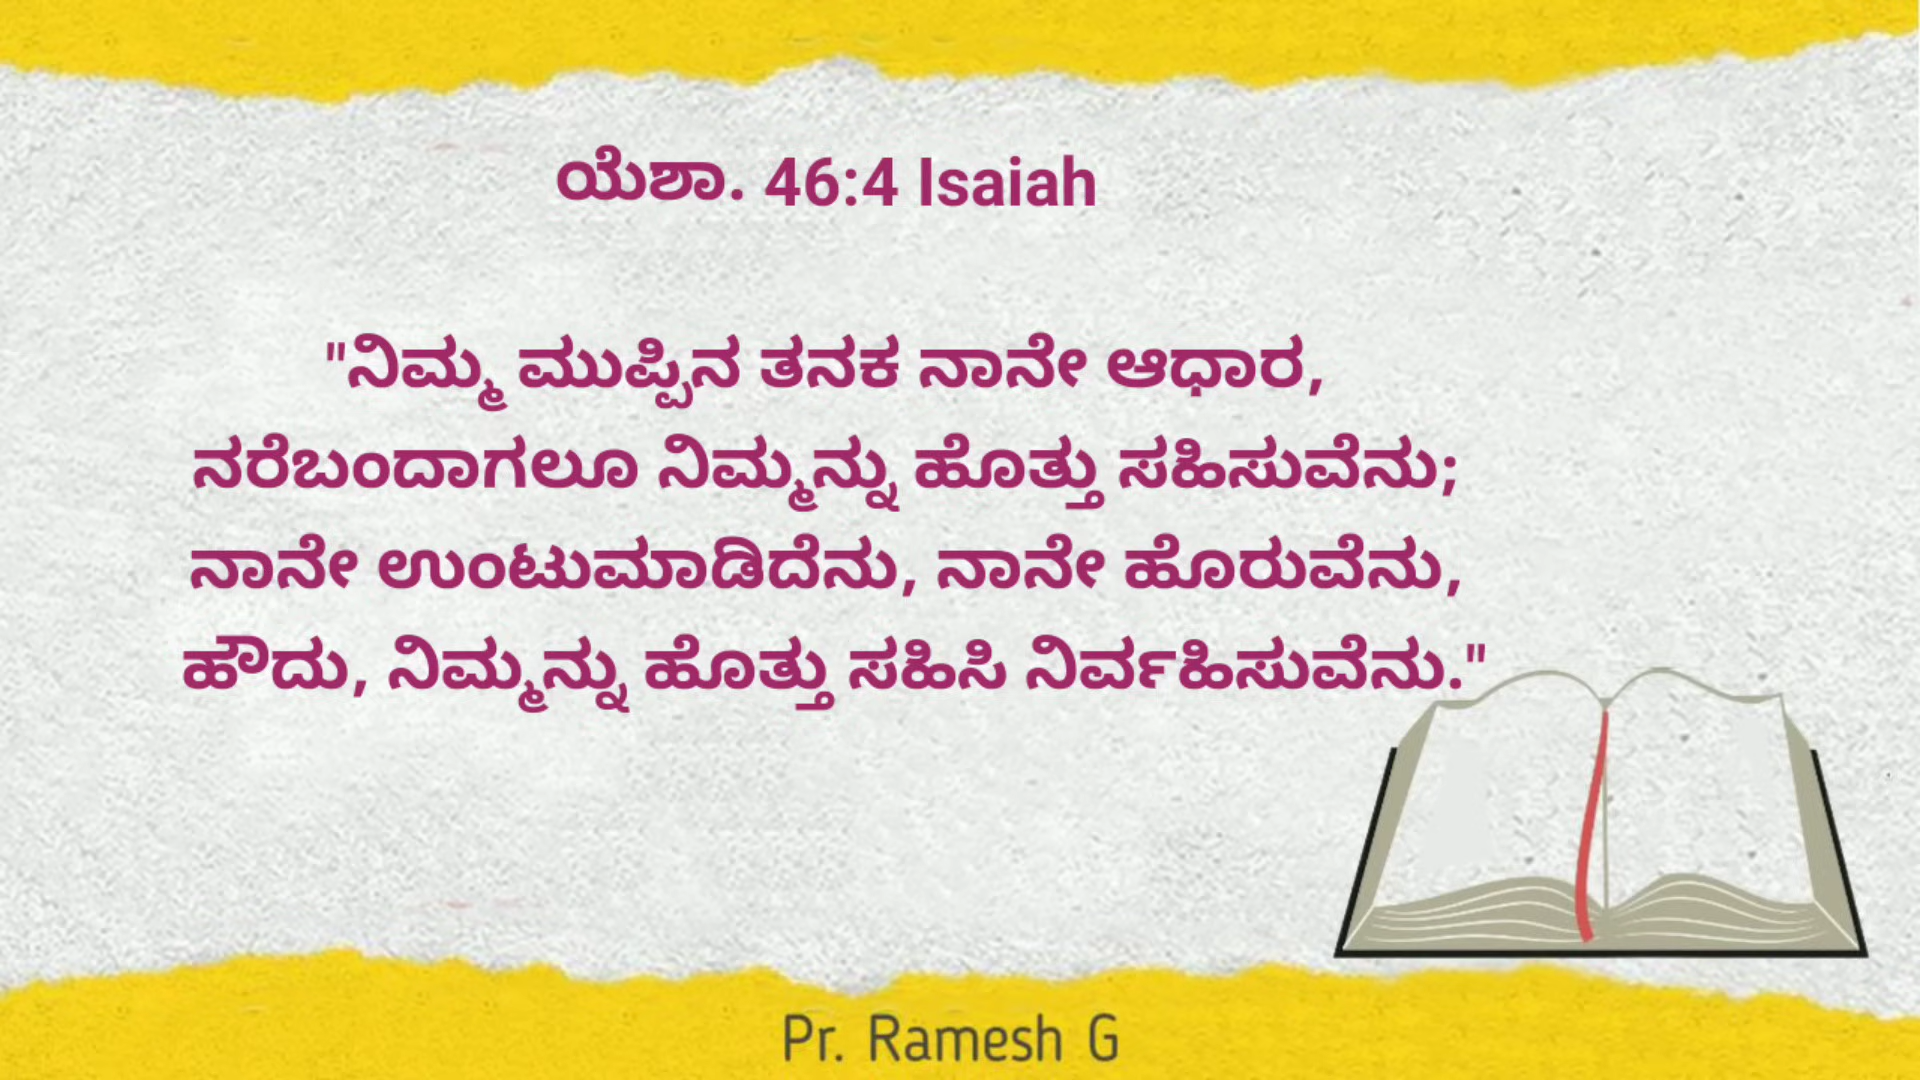 ಯೆಶಾ. 46:4 Isaiah
"ನಿಮ್ಮ ಮುಪ್ಪಿನ ತನಕ ನಾನೇ ಆಧಾರ,
ನರೆಬಂದಾಗಲೂ ನಿಮ್ಮನ್ನು ಹೊತ್ತು ಸಹಿಸುವೆನು;
ನಾನೇ ಉಂಟುಮಾಡಿದೆನು, ನಾನೇ ಹೊರುವೆನು,
ಹೌದು, ನಿಮ್ಮನ್ನು ಹೊತ್ತು ಸಹಿಸಿ ನಿರ್ವಹಿಸುವೆನು."
Pr. Ramesh G